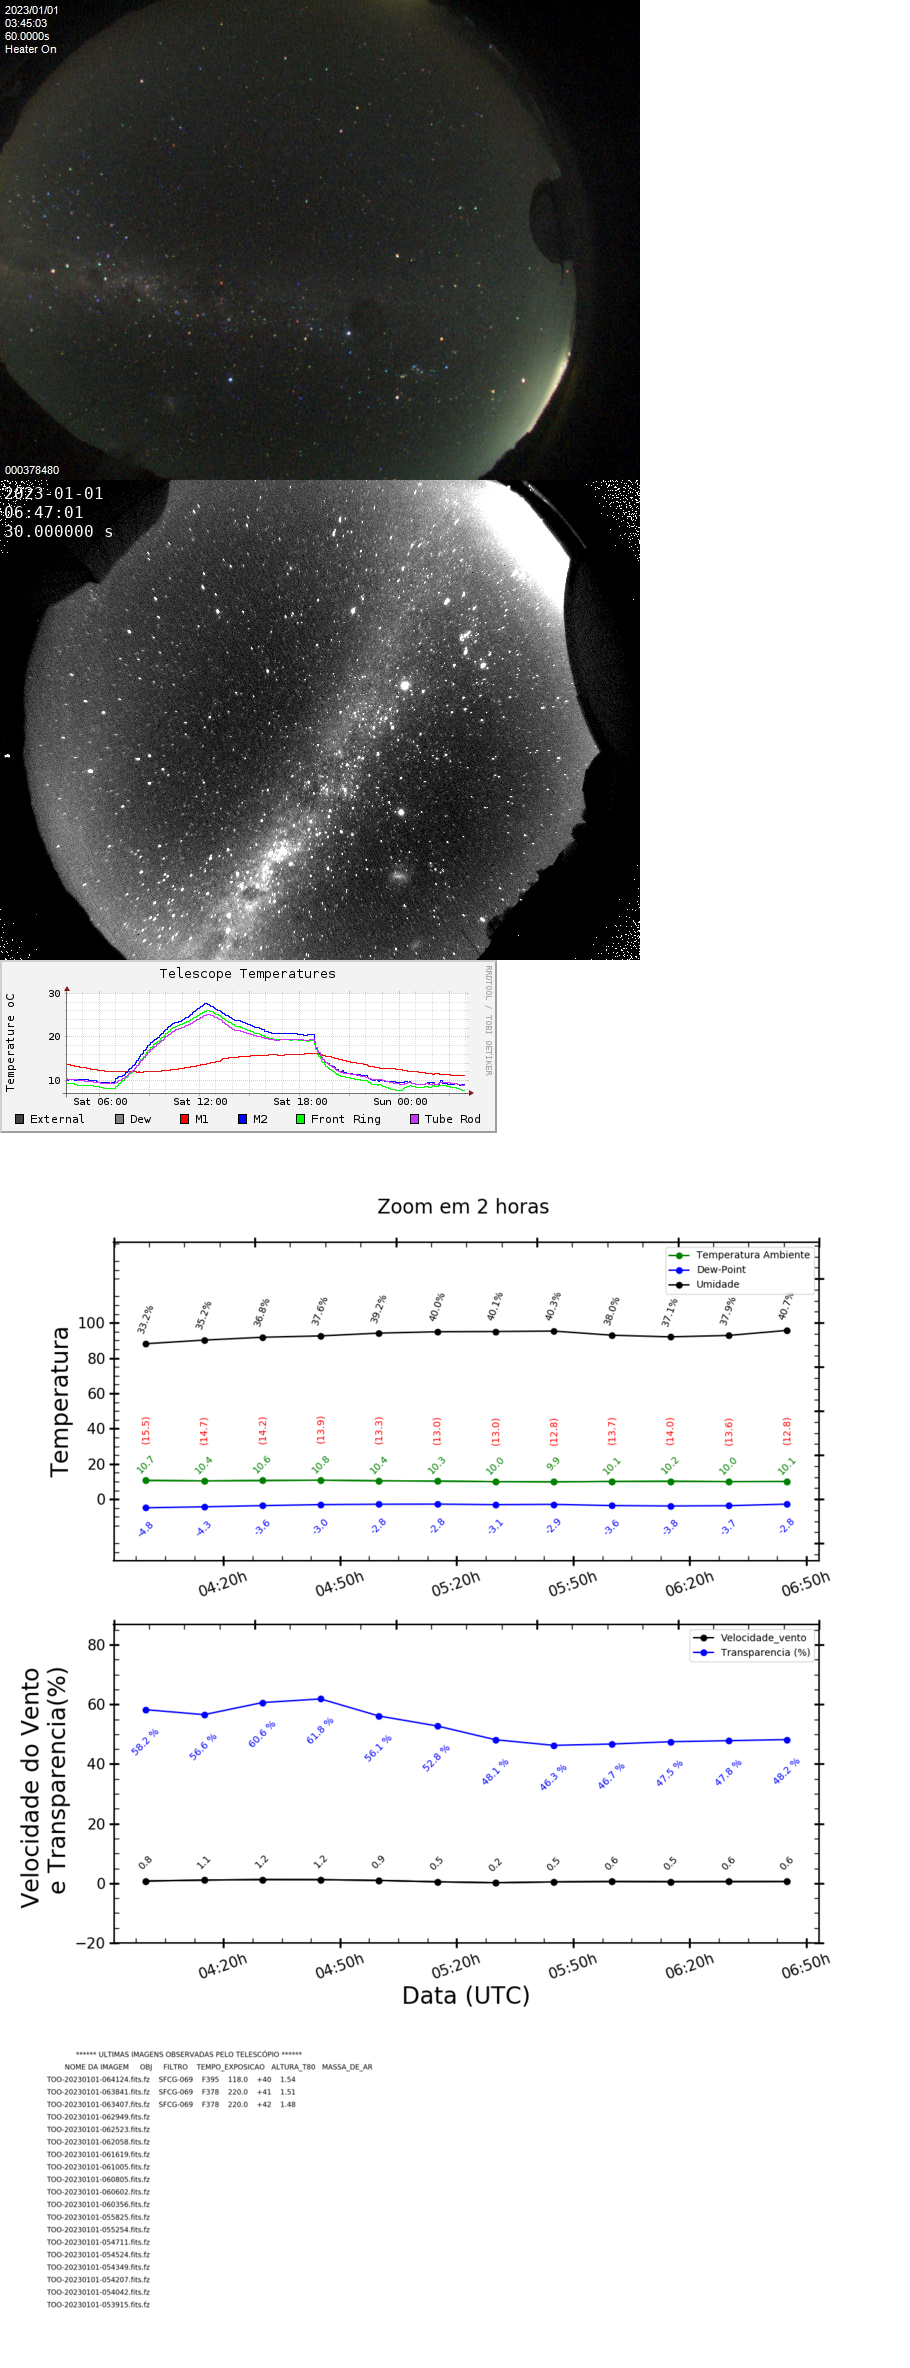 2023/01/01
03:45:03
60.0000s
Heater On
000378480
2023-01-01
06:47:01
30.000000 s
Telescope Temperatures
RRDTOOL / TOBI OETIKER
Temperature oC
30
20
10
Sat 06:00 Sat 12:00 Sat 18:00 Sun 00:00
External Dew M1 M2 Front Ring Tube Rod
Zoom em 2 horas
Temperatura Ambiente
Dew-Point
Umidade
Temperatura
100
80
60
40
20
0
33.2% 35.2% 36.8% 37.6% 39.2% 40.0% 40.1% 40.3% 38.0% 37.1% 37.9% 40.7%
(15.5) (14.7) (14.2) (13.9) (13.3) (13.0) (13.0) (12.8) (13.7) (14.0) (13.6) (12.8)
10.7 10.4 10.6 10.8 10.4 10.3 10.0 9.9 10.1 10.2 10.0 10.1
-4.8 -4.3 -3.6 -3.0 -2.8 -2.8 -3.1 -2.9 -3.6 -3.8 -3.7 -2.8
04:20h 04:50h 05:20h 05:50h 06:20h 06:50h
Velocidade_vento
Transparencia (%)
Velocidade do Vento
e Transparencia(%)
80
60
40
20
0
−20
58.2 % 56.6 % 60.6 % 61.8 % 56.1 % 52.8 % 48.1 % 46.3 % 46.7 % 47.5 % 47.8 % 48.2 %
0.8 1.1 1.2 1.2 0.9 0.5 0.2 0.5 0.6 0.5 0.6 0.6
04:20h 04:50h 05:20h 05:50h 06:20h 06:50h
Data (UTC)
****** ULTIMAS IMAGENS OBSERVADAS PELO TELESCÓPIO ******
NOME DA IMAGEM OBJ FILTRO TEMPO_EXPOSICAO ALTURA_T80 MASSA_DE_AR
TOO-20230101-064124.fits.fz SFCG-069 F395 118.0 +40 1.54
TOO-20230101-063841.fits.fz SFCG-069 F378 220.0 +41 1.51
TOO-20230101-063407.fits.fz SFCG-069 F378 220.0 +42 1.48
TOO-20230101-062949.fits.fz
TOO-20230101-062523.fits.fz
TOO-20230101-062058.fits.fz
TOO-20230101-061619.fits.fz
TOO-20230101-061005.fits.fz
TOO-20230101-060805.fits.fz
TOO-20230101-060602.fits.fz
TOO-20230101-060356.fits.fz
TOO-20230101-055825.fits.fz
TOO-20230101-055254.fits.fz
TOO-20230101-054711.fits.fz
TOO-20230101-054524.fits.fz
TOO-20230101-054349.fits.fz
TOO-20230101-054207.fits.fz
TOO-20230101-054042.fits.fz
TOO-20230101-053915.fits.fz